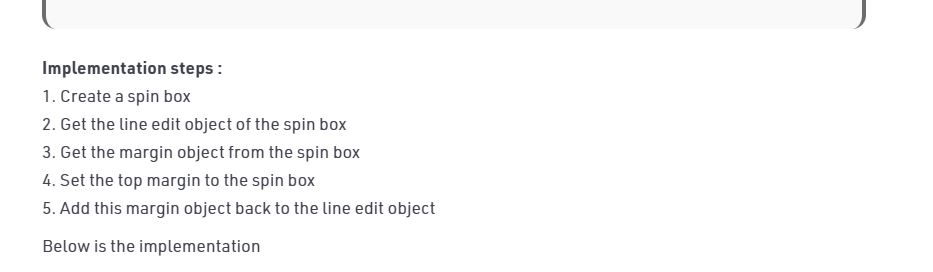 Implementation steps :
1. Create a spin box
2. Get the line edit object of the spin box
3. Get the margin object from the spin box
4. Set the top margin to the spin box
5. Add this margin object back to the line edit object
Below is the implementation